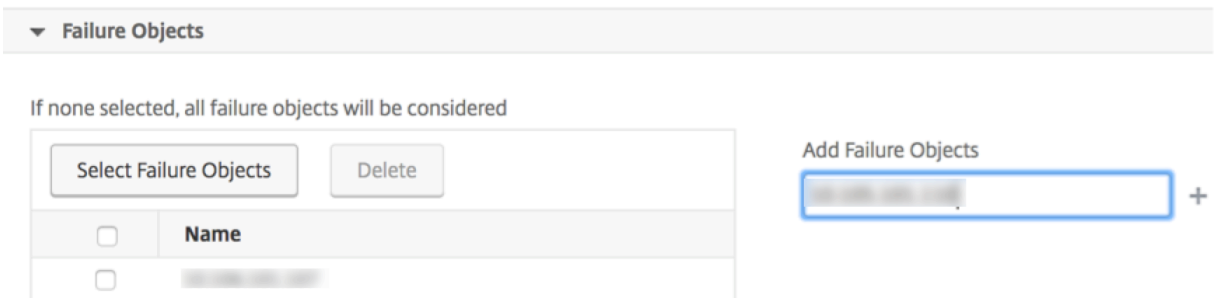 Failure Objects
If none selected, all failure objects will be considered
Select Failure Objects
Delete
Add Failure Objects
+
Name